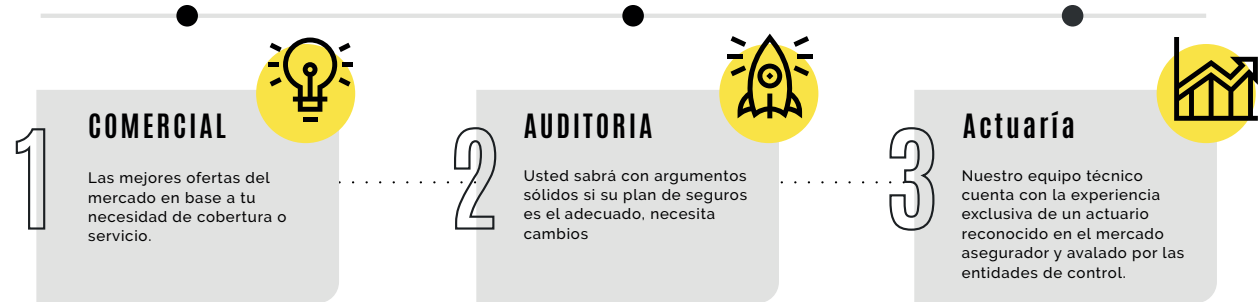 1
COMERCIAL
Las mejores ofertas del
mercado en base a tu
necesidad de cobertura o
servicio.
2
AUDITORIA
Usted sabrá con argumentos
sólidos si su plan de seguros
es el adecuado, necesita
cambios
3
Actuaría
Nuestro equipo técnico
cuenta con la experiencia
exclusiva de un actuario
reconocido en el mercado
asegurador y avalado por las
entidades de control.